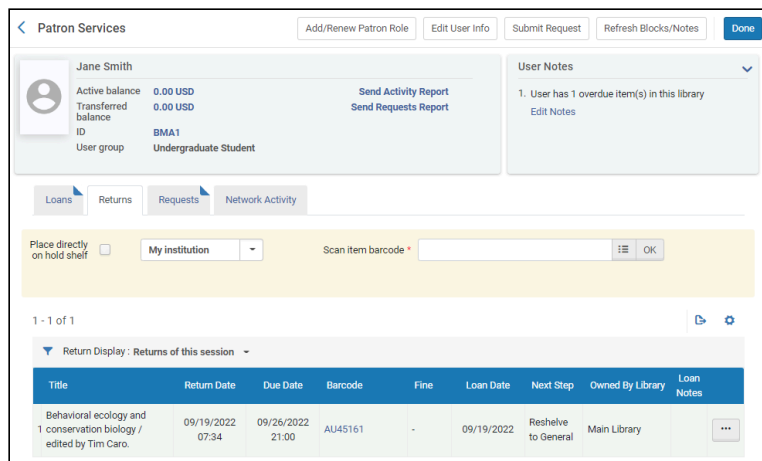 Patron Services
Add/Renew Patron Role
Edit User Info
Submit Request
Refresh Blocks/Notes
Done
Jane Smith
Active balance 0.00 USD Send Activity Report
Transferred balance 0.00 USD Send Requests Report
ID BMA1
User group Undergraduate Student
User Notes
1. User has 1 overdue item(s) in this library
Edit Notes
Loans Returns Requests Network Activity
Place directly on hold shelf
My institution
Scan item barcode *
OK
1 - 1 of 1
Return Display : Returns of this session
Title Return Date Due Date Barcode Fine Loan Date Next Step Owned By Library Loan Notes
1 Behavioral ecology and conservation biology / edited by Tim Caro. 09/19/2022 07:34 09/26/2022 21:00 AU45161 - 09/19/2022 Reshelve to General Main Library ...